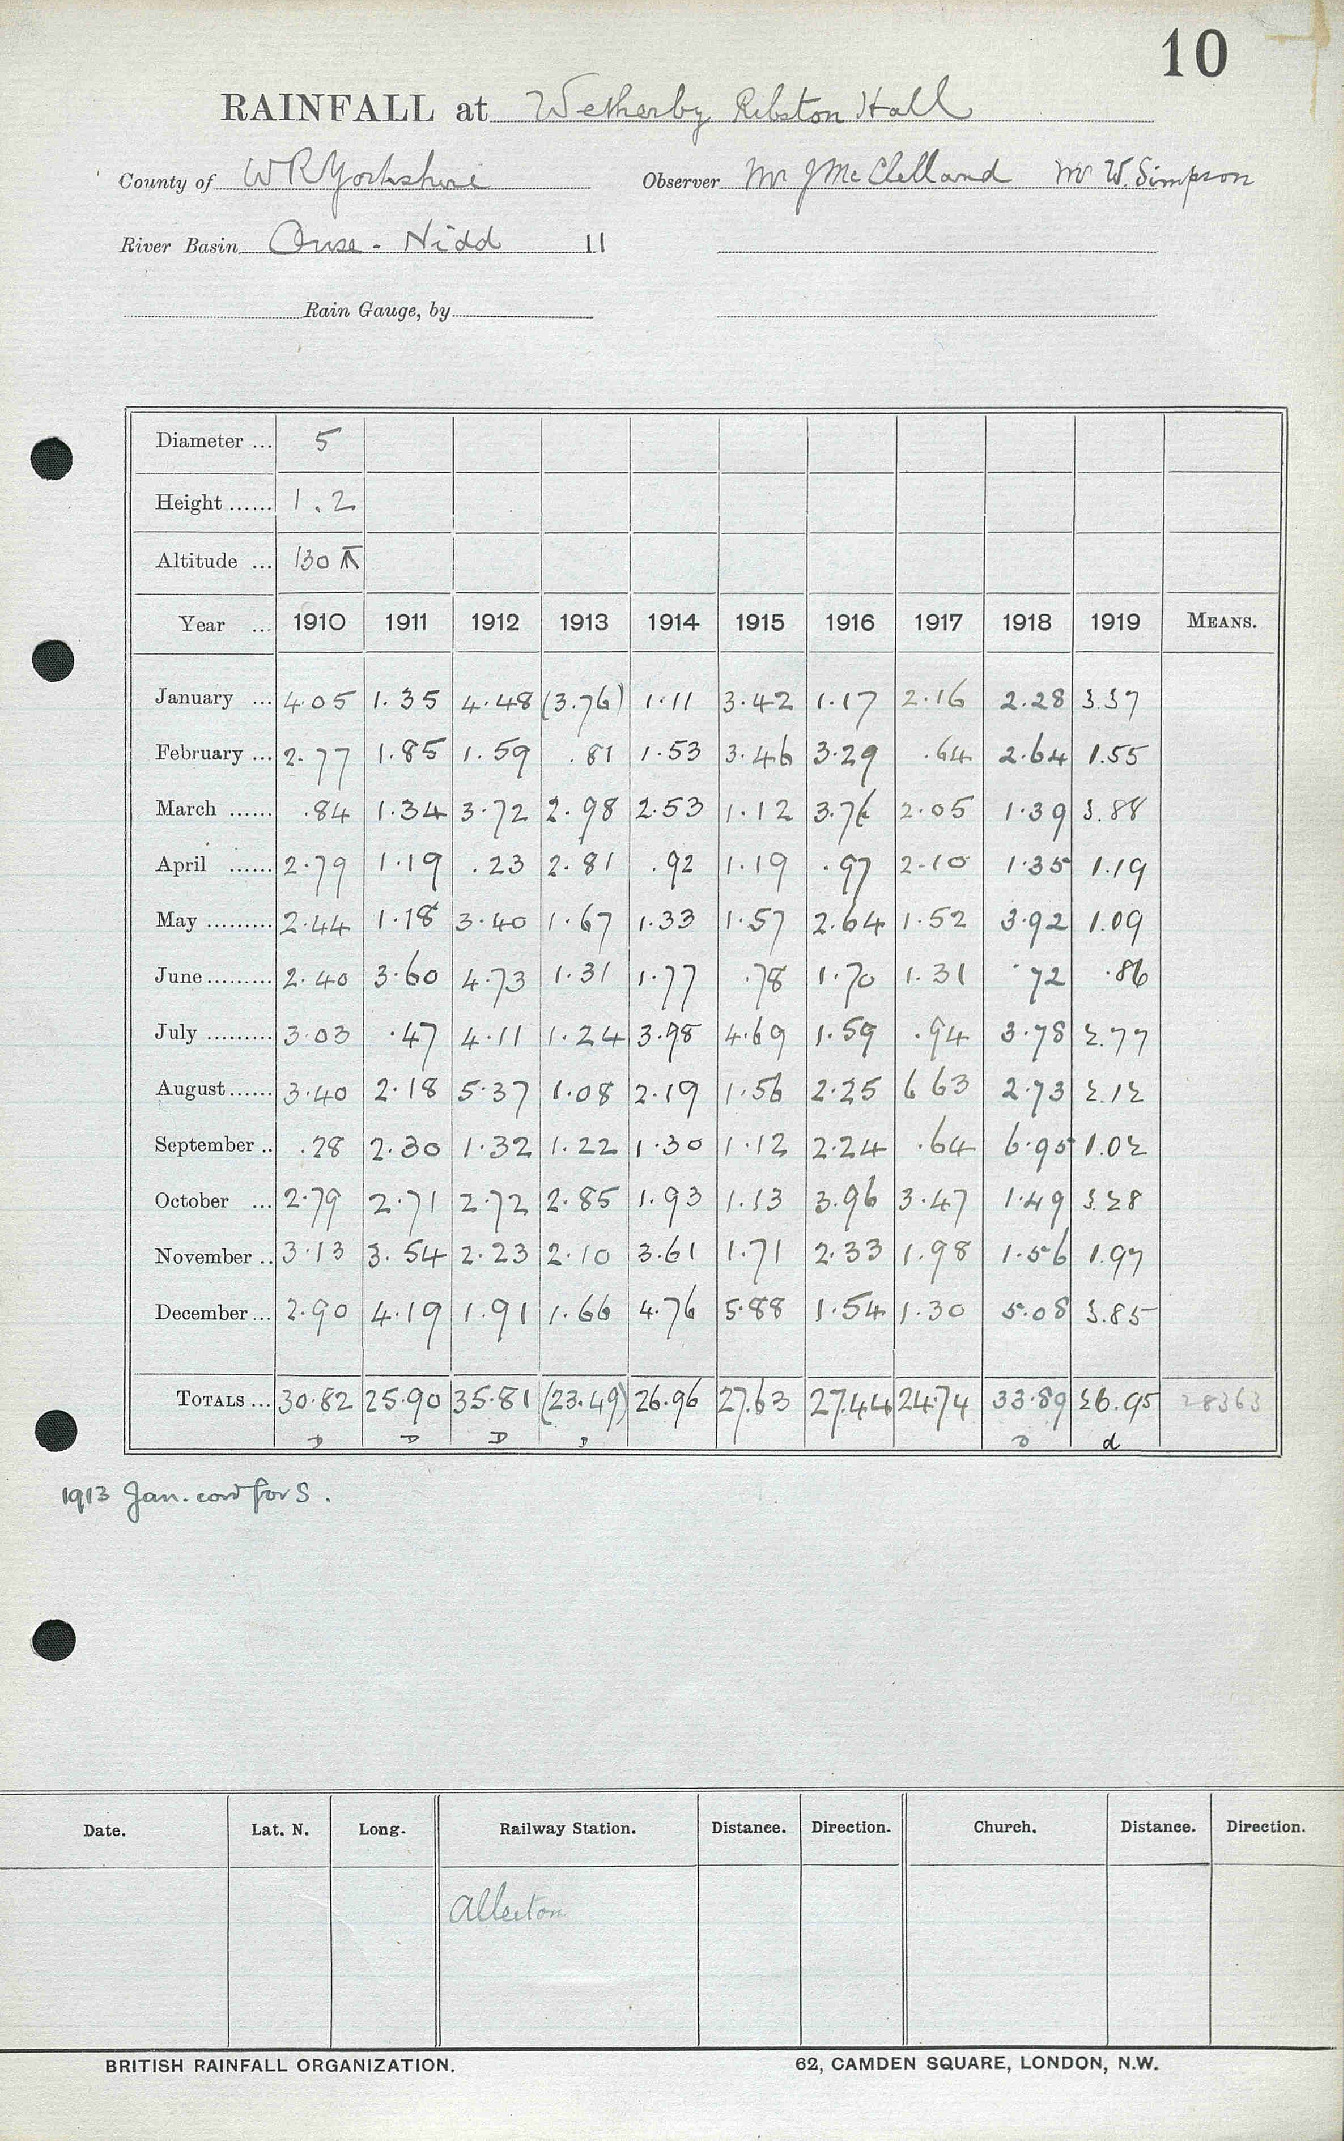 10
RAINFALL at Wetherby Ribston Hall
County of WR Yorkshire Observer Mr J McClelland Mr W. Simpson
River Basin Ouse - Nidd 11
Rain Gauge, by
Diameter ... 5
Height ...... 1.2
Altitude ... 130
Year ... 1910 1911 1912 1913 1914 1915 1916 1917 1918 1919 MEANS.
January ... 4.05 1.35 4.48 (3.76) 1.11 3.42 1.17 2.16 2.28 3.37
February ... 2.77 1.85 1.59 .81 1.53 3.46 3.29 .64 2.64 1.55
March ...... .84 1.34 3.72 2.98 2.53 1.12 3.76 2.05 1.39 3.88
April ...... 2.79 1.19 .23 2.81 .92 1.19 .97 2.10 1.35 1.19
May ......... 2.44 1.18 3.40 1.67 1.33 1.57 2.64 1.52 3.92 1.09
June ......... 2.40 3.60 4.73 1.31 1.77 .78 1.70 1.31 .72 .86
July ......... 3.03 .47 4.11 1.24 3.98 4.69 1.59 .94 3.78 2.77
August ...... 3.40 2.18 5.37 1.08 2.19 1.56 2.25 6 63 2.73 2.12
September .. .28 2.30 1.32 1.22 1.30 1.12 2.24 .64 6.95 1.02
October ... 2.79 2.71 2.72 2.85 1.93 1.13 3.96 3.47 1.49 3.28
November .. 3.13 3.54 2.23 2.10 3.61 1.71 2.33 1.98 1.56 1.97
December ... 2.90 4.19 1.91 1.66 4.76 5.88 1.54 1.30 5.08 3.85
TOTALS ... 30.82 25.90 35.81 (23.49) 26.96 27.63 27.44 24.74 33.89 26.95 28363
D D D D D d
1913 Jan. cord for S.
Date. Lat. N. Long. Railway Station. Distance. Direction. Church. Distance. Direction.
Allerton
BRITISH RAINFALL ORGANIZATION. 62, CAMDEN SQUARE, LONDON, N.W.